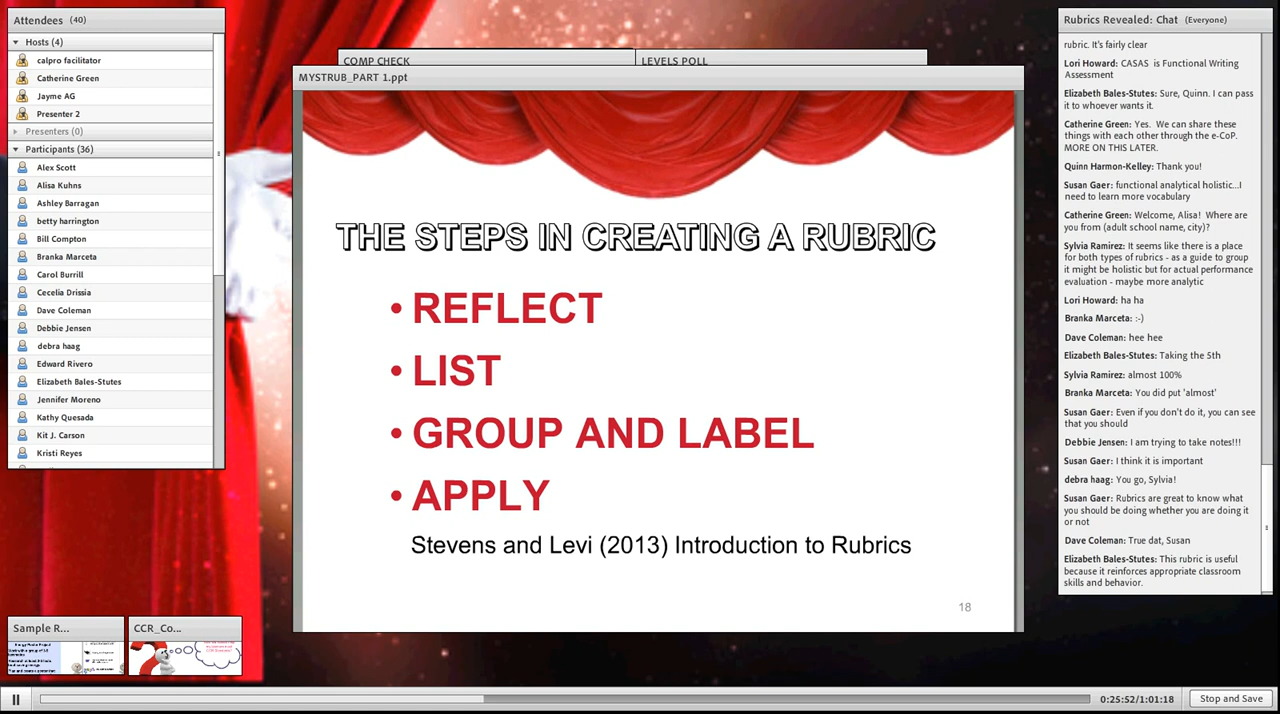 Attendees (40)
Hosts (4)
calpro facilitator
Catherine Green
Jayme AG
Presenter 2
Presenters (0)
Participants (36)
Alex Scott
Alisa Kuhns
Ashley Barragan
betty harrington
Bill Compton
Branka Marceta
Carol Burrill
Cecelia Drissia
Dave Coleman
Debbie Jensen
debra haag
Edward Rivero
Elizabeth Bales-Stutes
Jennifer Moreno
Kathy Quesada
Kit J. Carson
Kristi Reyes
COMP CHECK
LEVELS POLL
MYSTRUB_PART 1.ppt
THE STEPS IN CREATING A RUBRIC
• REFLECT
• LIST
• GROUP AND LABEL
• APPLY
Stevens and Levi (2013) Introduction to Rubrics
18
Rubrics Revealed: Chat (Everyone)
rubric. It's fairly clear
Lori Howard: CASAS is Functional Writing
Assessment
Elizabeth Bales-Stutes: Sure, Quinn. I can pass
it to whoever wants it.
Catherine Green: Yes. We can share these
things with each other through the e-CoP.
MORE ON THIS LATER.
Quinn Harmon-Kelley: Thank you!
Susan Gaer: functional analytical holistic...I
need to learn more vocabulary
Catherine Green: Welcome, Alisa! Where are
you from (adult school name, city)?
Sylvia Ramirez: It seems like there is a place
for both types of rubrics - as a guide to group
it might be holistic but for actual performance
evaluation - maybe more analytic
Lori Howard: ha ha
Branka Marceta: :-)
Dave Coleman: hee hee
Elizabeth Bales-Stutes: Taking the 5th
Sylvia Ramirez: almost 100%
Branka Marceta: You did put 'almost'
Susan Gaer: Even if you don't do it, you can see
that you should
Debbie Jensen: I am trying to take notes!!!
Susan Gaer: I think it is important
debra haag: You go, Sylvia!
Susan Gaer: Rubrics are great to know what
you should be doing whether you are doing it
or not
Dave Coleman: True dat, Susan
Elizabeth Bales-Stutes: This rubric is useful
because it reinforces appropriate classroom
skills and behavior.
Sample R...
CCR_Co...
0:25:52/1:01:18
Stop and Save